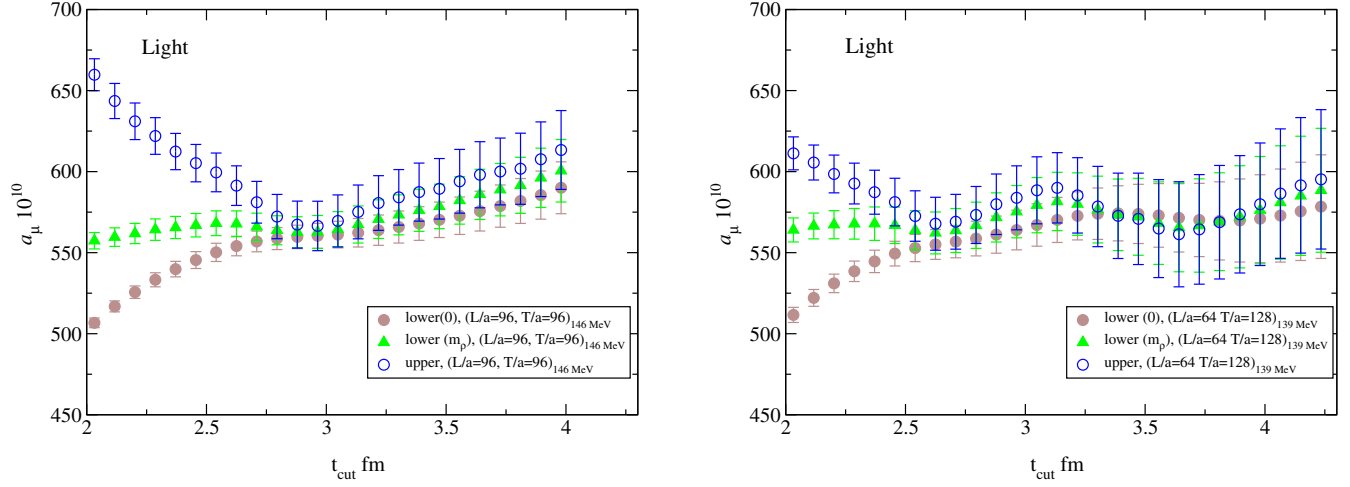 700
650
600
550
500
450
a_μ 10^10
Light
lower(0), (L/a=96, T/a=96)_146 MeV
lower (m_ρ), (L/a=96, T/a=96)_146 MeV
upper, (L/a=96, T/a=96)_146 MeV
2 2.5 3 3.5 4
t_cut fm
700
650
600
550
500
450
a_μ 10^10
Light
lower (0), (L/a=64 T/a=128)_139 MeV
lower (m_ρ), (L/a=64 T/a=128)_139 MeV
upper, (L/a=64 T/a=128)_139 MeV
2 2.5 3 3.5 4
t_cut fm